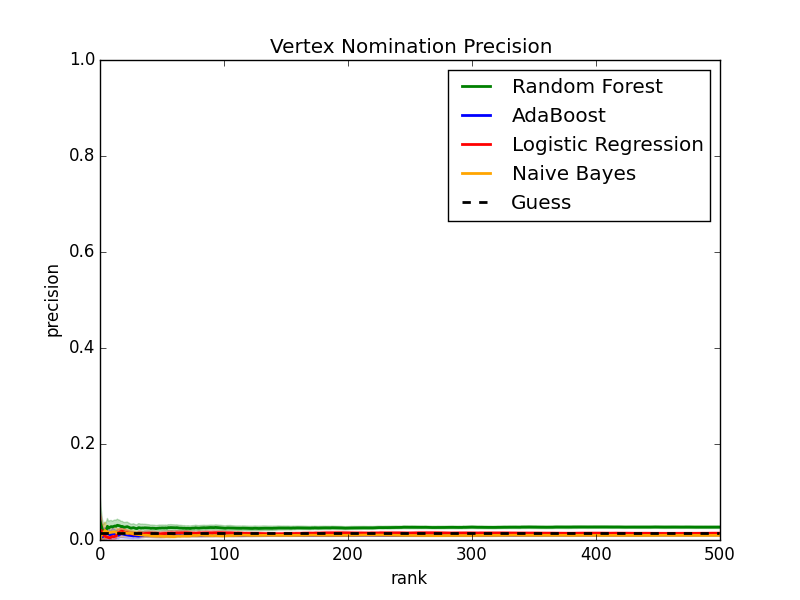 Vertex Nomination Precision
1.0
0.8
0.6
0.4
0.2
0.0
precision
Random Forest
AdaBoost
Logistic Regression
Naive Bayes
Guess
0 100 200 300 400 500
rank